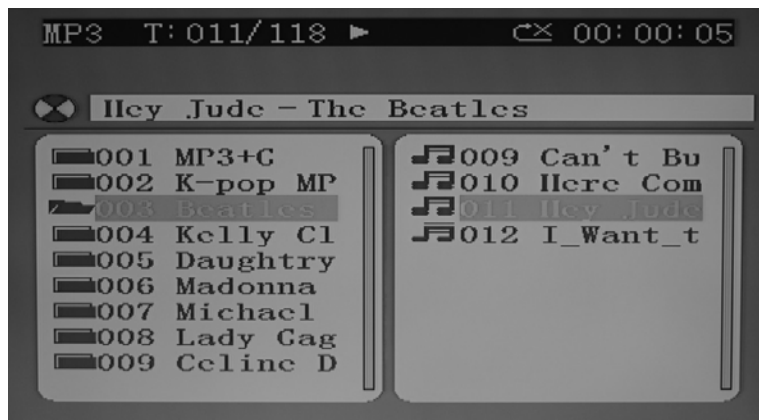 MP3 T:011/118 00:00:05
Hey Jude - The Beatles
001 MP3+G
002 K-pop MP
003 Beatles
004 Kelly Cl
005 Daughtry
006 Madonna
007 Michael
008 Lady Gag
009 Celine D
009 Can't Bu
010 Here Com
011 Hey Jude
012 I_Want_t